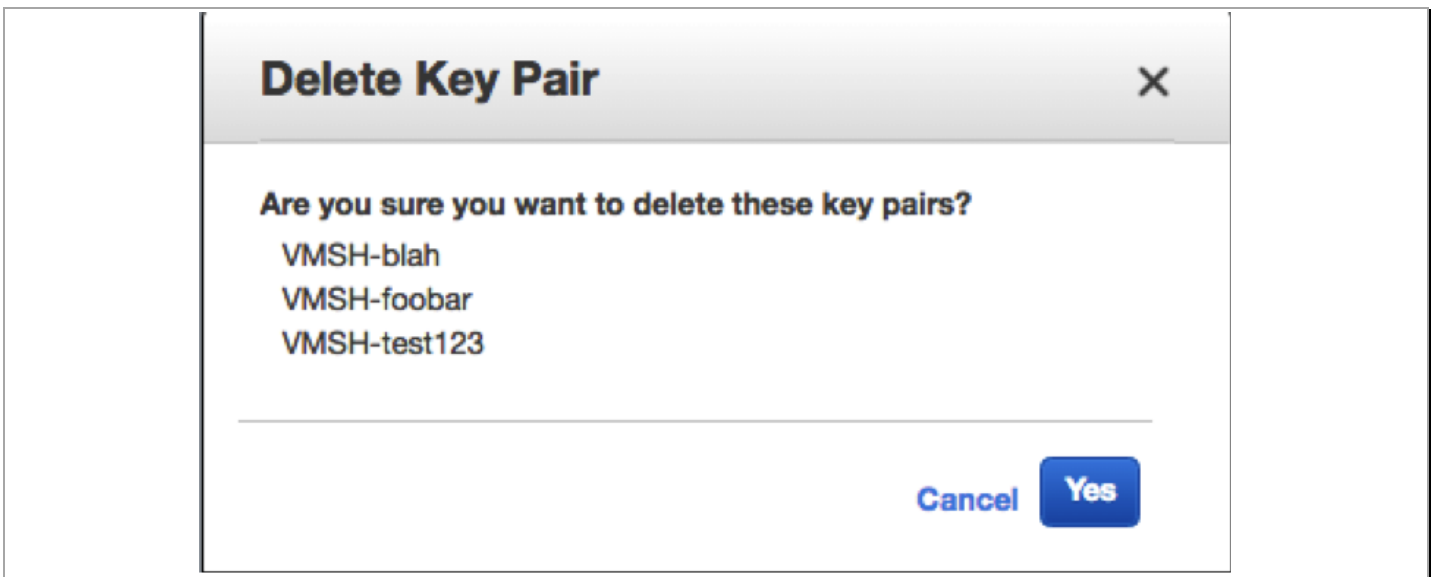 Delete Key Pair
Are you sure you want to delete these key pairs?
VMSH-blah
VMSH-foobar
VMSH-test123
Cancel Yes